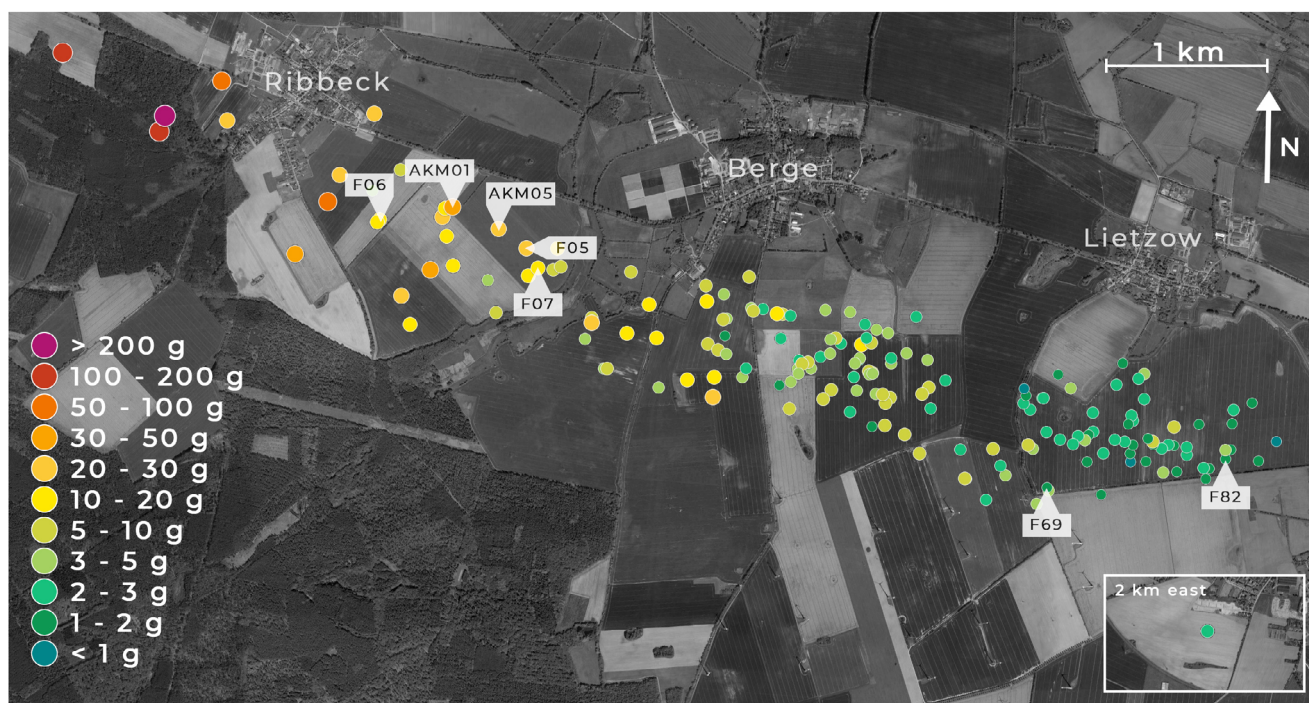 1 km
Ribbeck
N
Berge
AKM01
F06
AKM05
F05
Lietzow
F07
> 200 g
100 - 200 g
50 - 100 g
30 - 50 g
20 - 30 g
10 - 20 g
5 - 10 g
3 - 5 g
2 - 3 g
1 - 2 g
< 1 g
F82
F69
2 km east